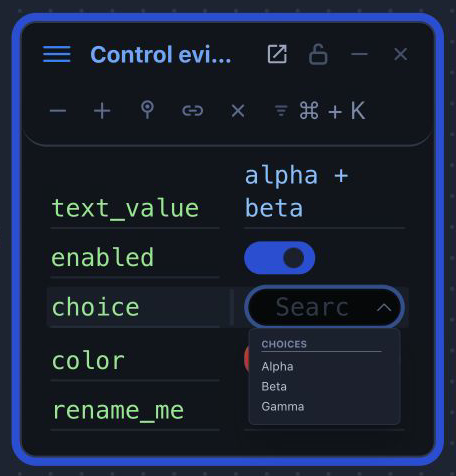 Control evi...
⌘ + K
alpha +
text_value beta
enabled
choice Searc
color
CHOICES
Alpha
Beta
Gamma
rename_me